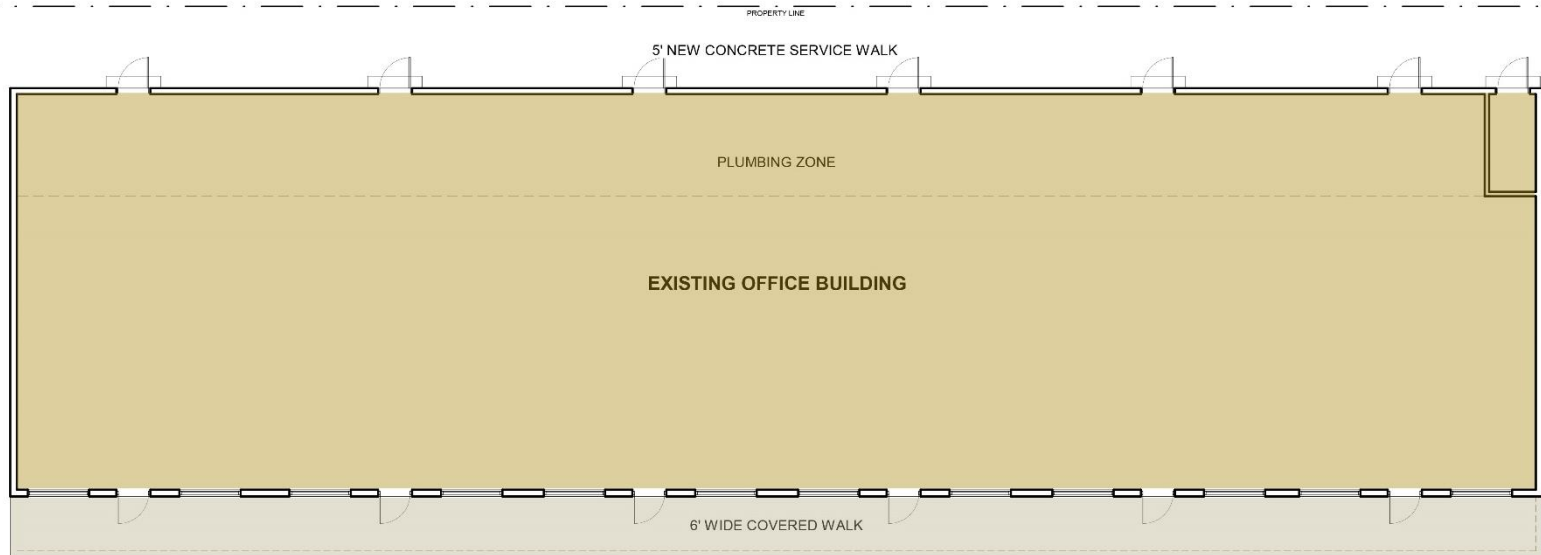 PROPERTY LINE
5' NEW CONCRETE SERVICE WALK
PLUMBING ZONE
EXISTING OFFICE BUILDING
6' WIDE COVERED WALK